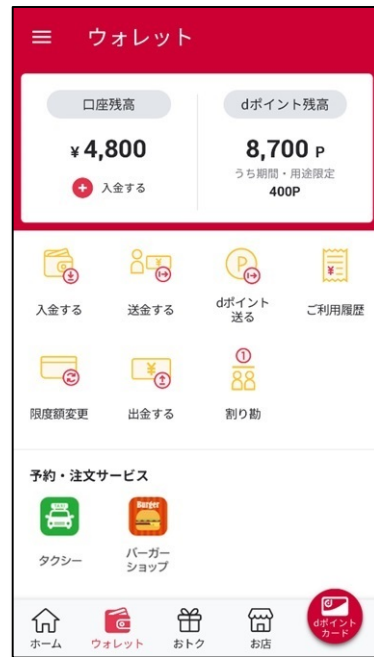 ウォレット
口座残高
dポイント残高
¥ 4,800
8,700 P
入金する
うち期間・用途限定
400P
入金する
送金する
dポイント
送る
ご利用履歴
限度額変更
出金する
割り勘
予約・注文サービス
TAXI
Burger
タクシー
バーガー
ショップ
ホーム
ウォレット
おトク
お店
dポイント
カード